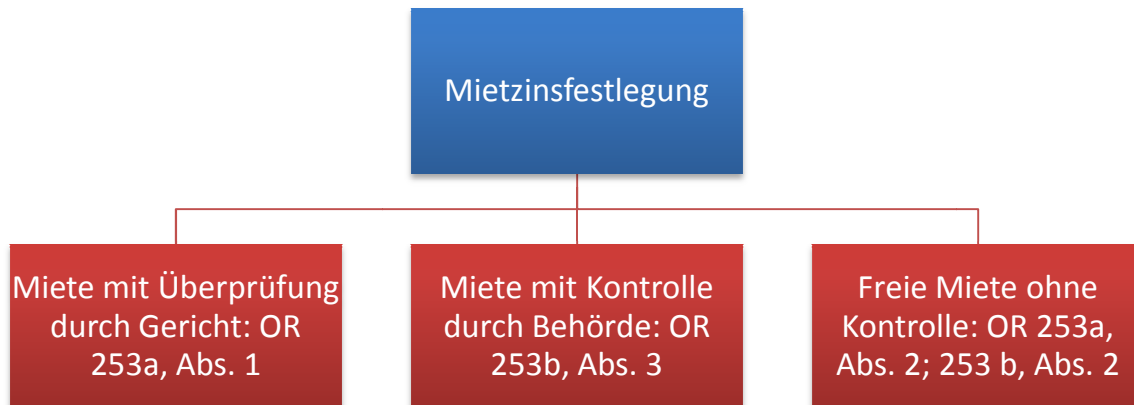 Mietzinsfestlegung
Miete mit Überprüfung
durch Gericht: OR
253a, Abs. 1
Miete mit Kontrolle
durch Behörde: OR
253b, Abs. 3
Freie Miete ohne
Kontrolle: OR 253a,
Abs. 2; 253 b, Abs. 2